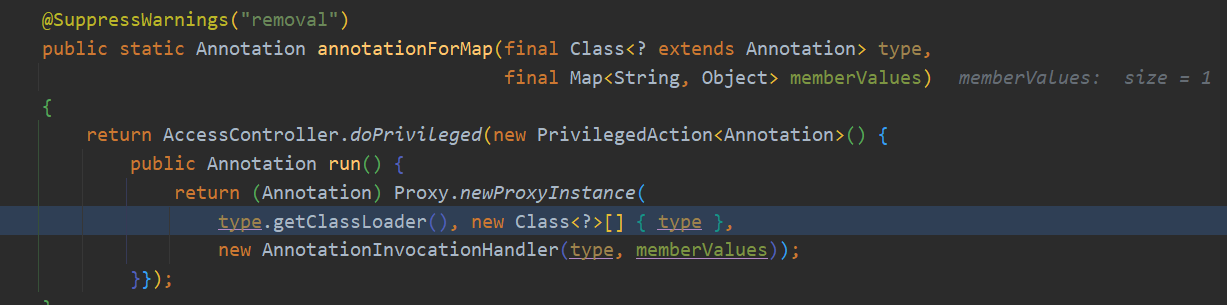 @SuppressWarnings("removal")
public static Annotation annotationForMap(final Class<? extends Annotation> type,
final Map<String, Object> memberValues)  memberValues:  size = 1
{
return AccessController.doPrivileged(new PrivilegedAction<Annotation>() {
public Annotation run() {
return (Annotation) Proxy.newProxyInstance(
type.getClassLoader(), new Class<?>[] { type },
new AnnotationInvocationHandler(type, memberValues));
}});